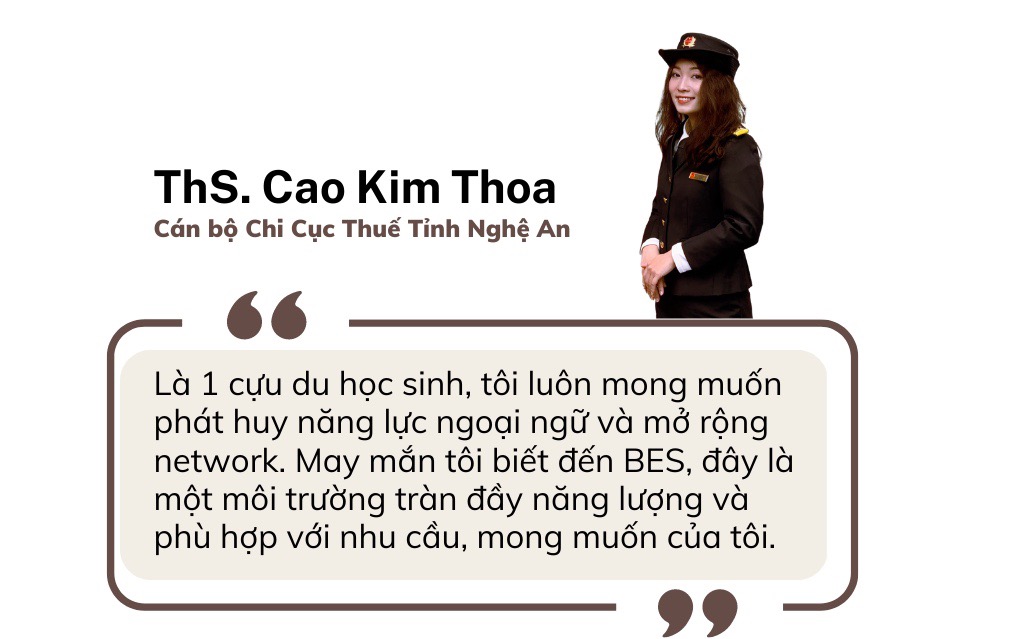 ThS. Cao Kim Thoa
Cán bộ Chi Cục Thuế Tỉnh Nghệ An
Là 1 cựu du học sinh, tôi luôn mong muốn
phát huy năng lực ngoại ngữ và mở rộng
network. May mắn tôi biết đến BES, đây là
một môi trường tràn đầy năng lượng và
phù hợp với nhu cầu, mong muốn của tôi.